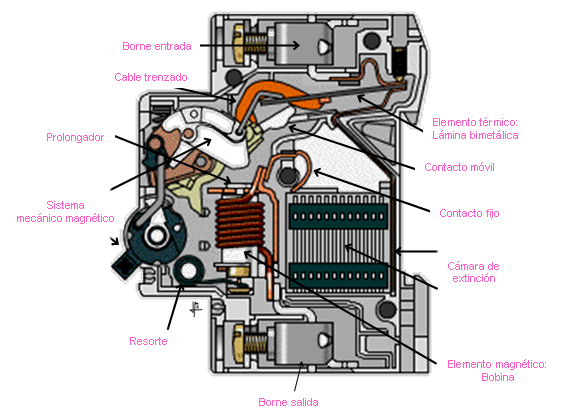 Borne entrada
Cable trenzado
Elemento térmico:
Lámina bimetálica
Prolongador
Contacto móvil
Sistema
mecánico magnético
Contacto fijo
Cámara de
extinción
Resorte
Elemento magnético:
Bobina
Borne salida